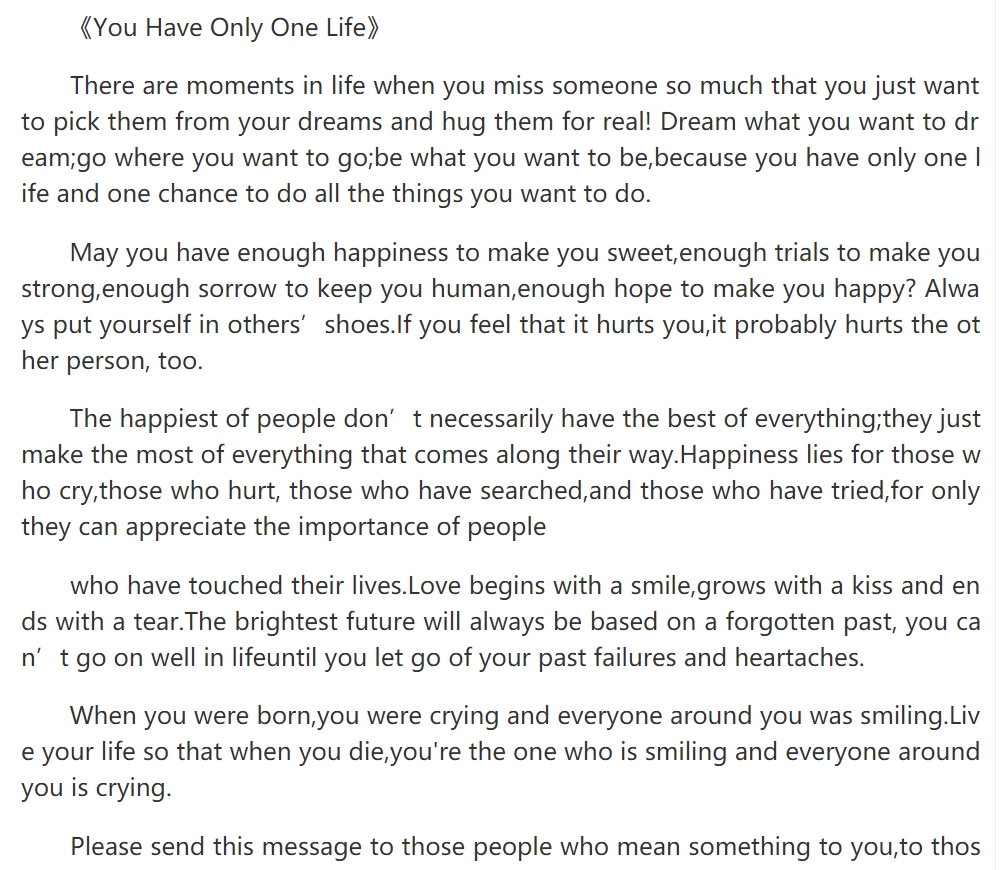 《You Have Only One Life》
There are moments in life when you miss someone so much that you just want
to pick them from your dreams and hug them for real! Dream what you want to dr
eam;go where you want to go;be what you want to be,because you have only one l
ife and one chance to do all the things you want to do.
May you have enough happiness to make you sweet,enough trials to make you
strong,enough sorrow to keep you human,enough hope to make you happy? Alwa
ys put yourself in others’ shoes.If you feel that it hurts you,it probably hurts the ot
her person, too.
The happiest of people don’t necessarily have the best of everything;they just
make the most of everything that comes along their way.Happiness lies for those w
ho cry,those who hurt, those who have searched,and those who have tried,for only
they can appreciate the importance of people
who have touched their lives.Love begins with a smile,grows with a kiss and en
ds with a tear.The brightest future will always be based on a forgotten past, you ca
n’t go on well in lifeuntil you let go of your past failures and heartaches.
When you were born,you were crying and everyone around you was smiling.Liv
e your life so that when you die,you're the one who is smiling and everyone around
you is crying.
Please send this message to those people who mean something to you,to thos